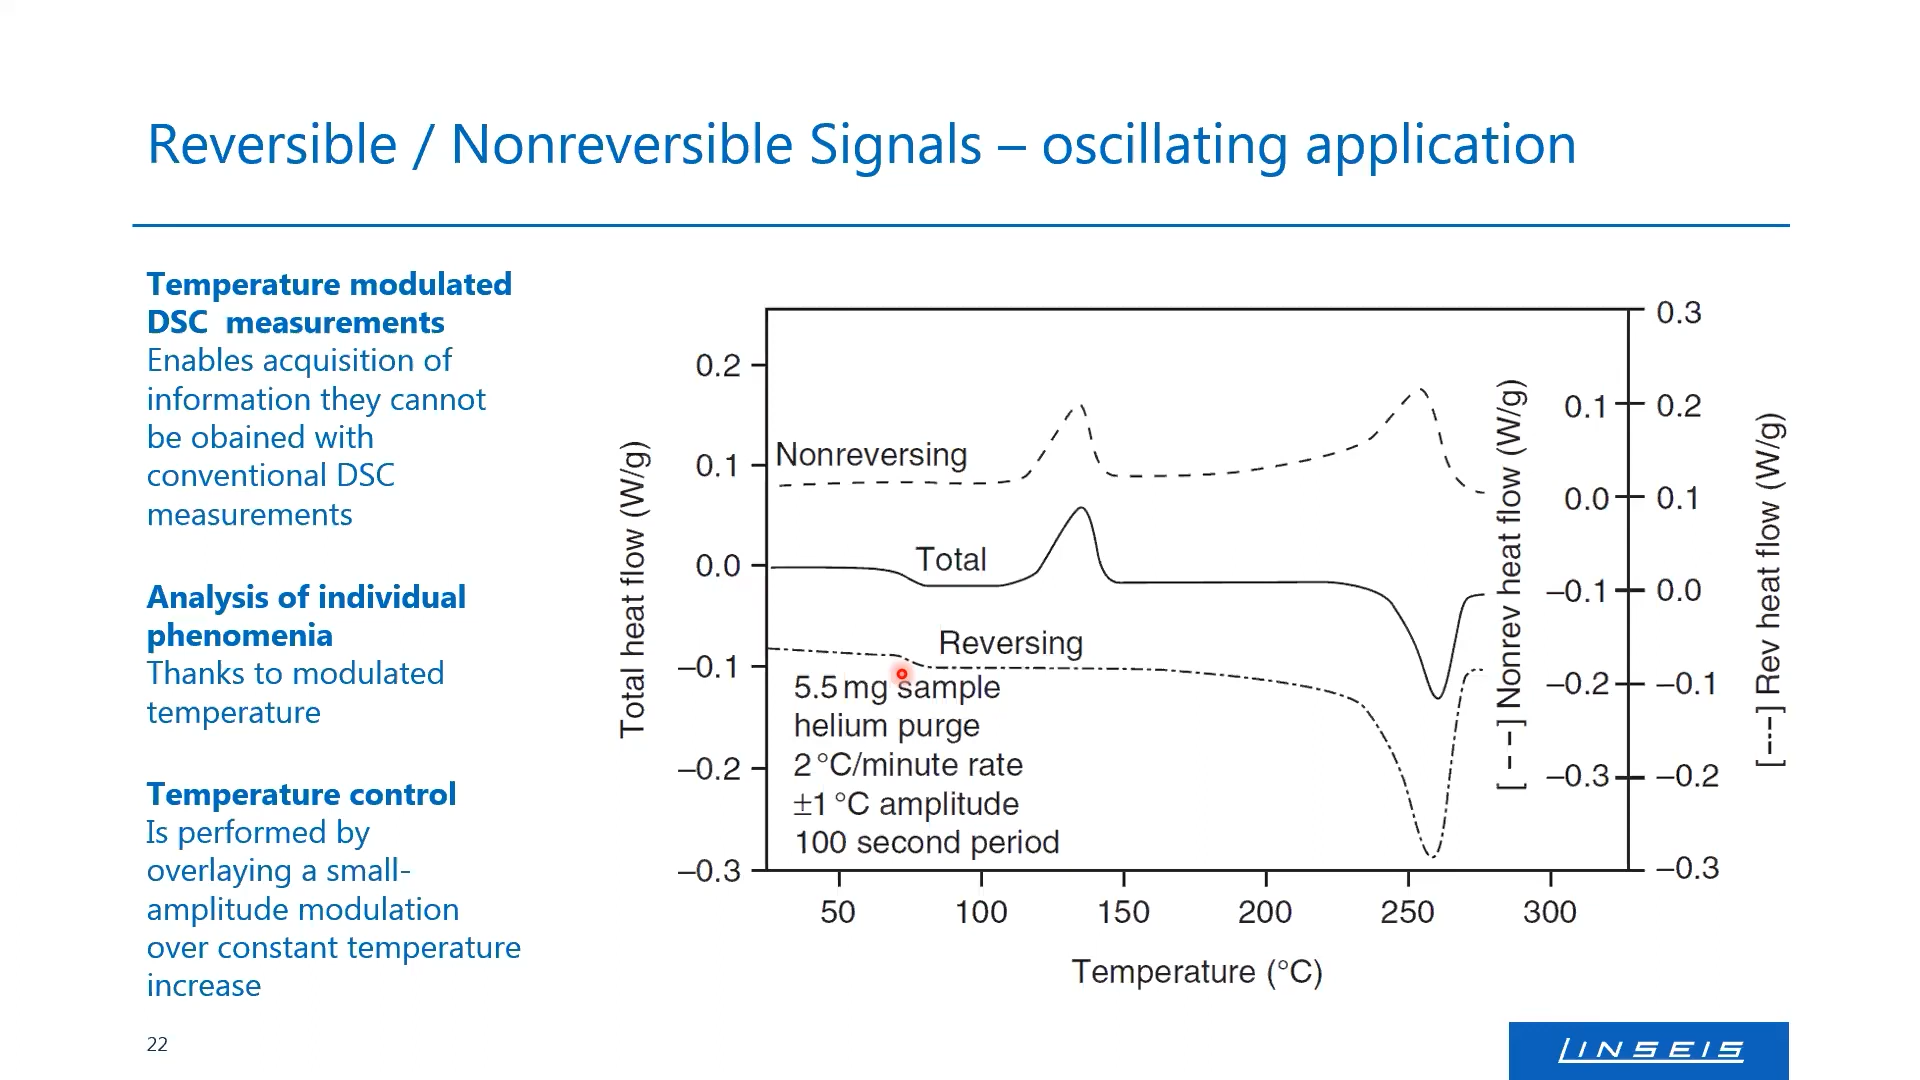 Reversible / Nonreversible Signals – oscillating application
Temperature modulated
DSC  measurements
Enables acquisition of
information they cannot
be obained with
conventional DSC
measurements
Analysis of individual
phenomenia
Thanks to modulated
temperature
Temperature control
Is performed by
overlaying a small-
amplitude modulation
over constant temperature
increase
Total heat flow (W/g)
0.2
0.1
0.0
–0.1
–0.2
–0.3
Nonreversing
Total
Reversing
5.5 mg sample
helium purge
2 °C/minute rate
±1 °C amplitude
100 second period
50
100
150
200
250
300
Temperature (°C)
[ – – ] Nonrev heat flow (W/g)
0.1
0.0
–0.1
–0.2
–0.3
0.3
0.2
0.1
0.0
–0.1
–0.2
–0.3
[–·–·–] Rev heat flow (W/g)
22
LINSEIS